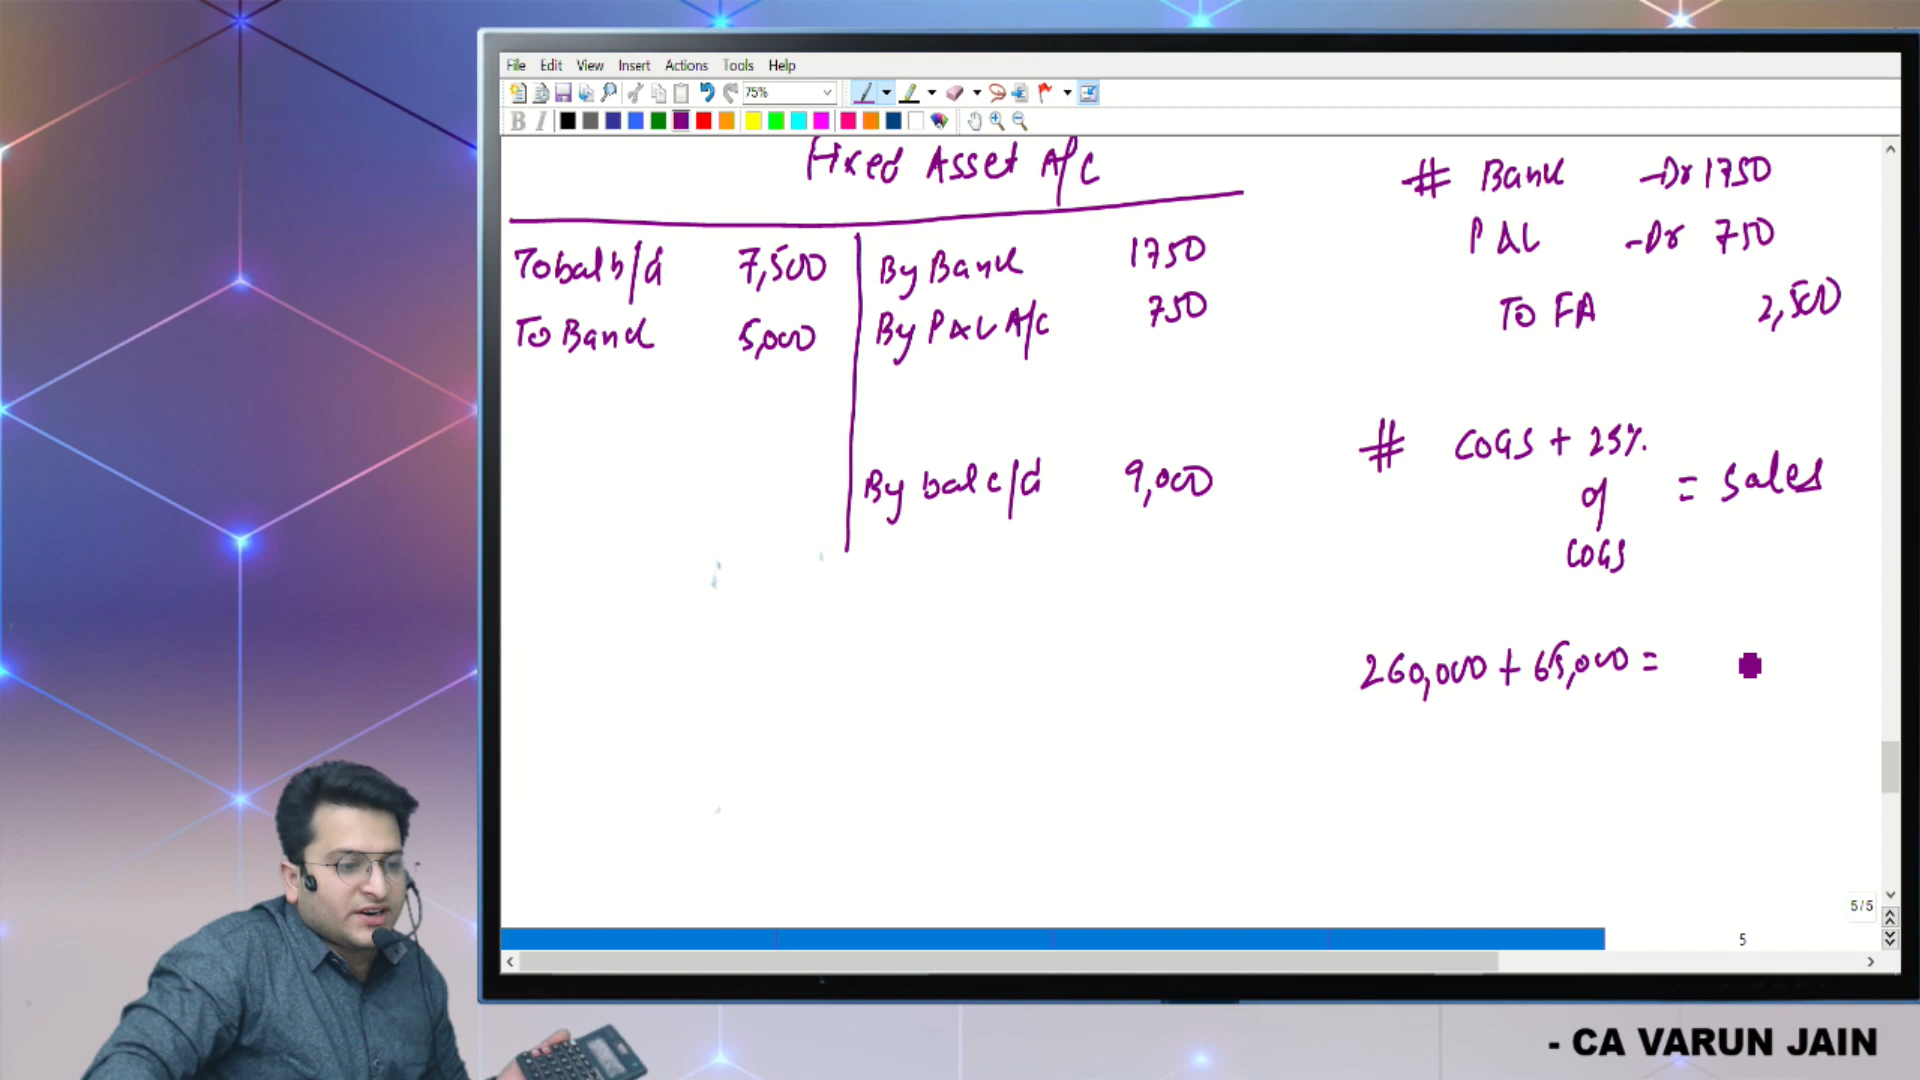 File Edit View Insert Actions Tools Help
75%
B I
Fixed Asset A/C
To bal b/d 7,500 By Bank 1750
To Bank 5,000 By P&L A/c 750
By bal c/d 9,000
# Bank -Dr 1750
P&L -Dr 750
To FA 2,500
# COGS + 25%
of = Sales
COGS
260,000 + 65,000 =
5/5
5
- CA VARUN JAIN